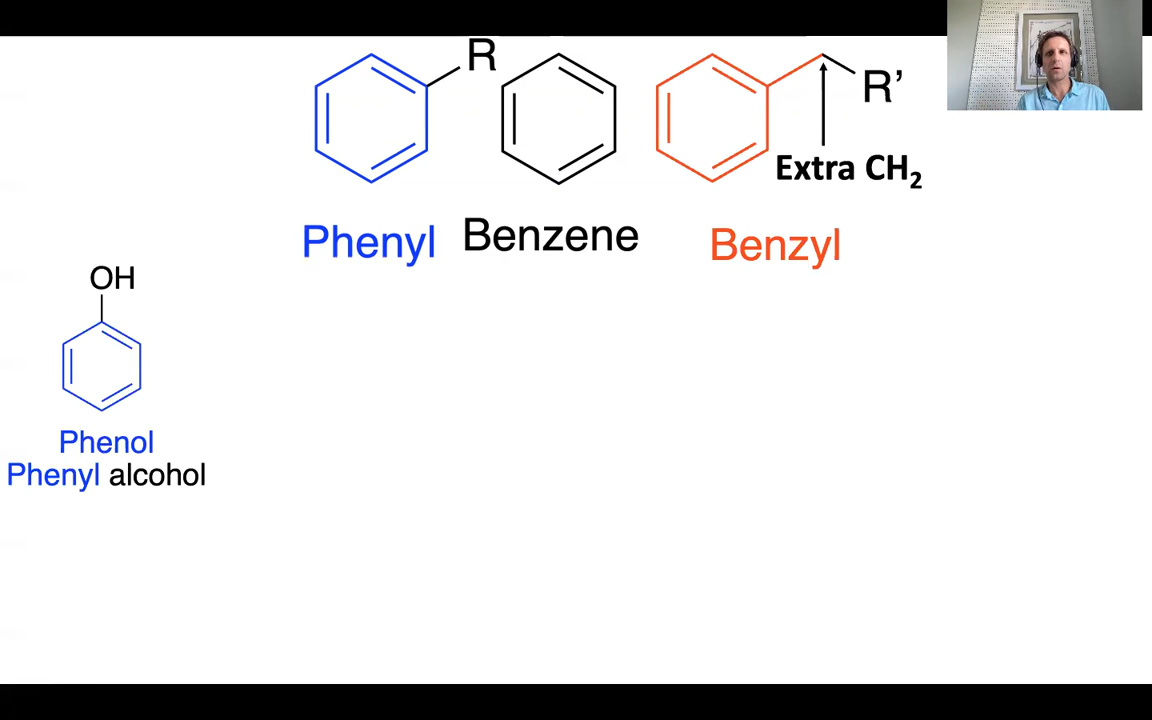 R
R’
Extra CH₂
Phenyl
Benzene
Benzyl
OH
Phenol
Phenyl alcohol